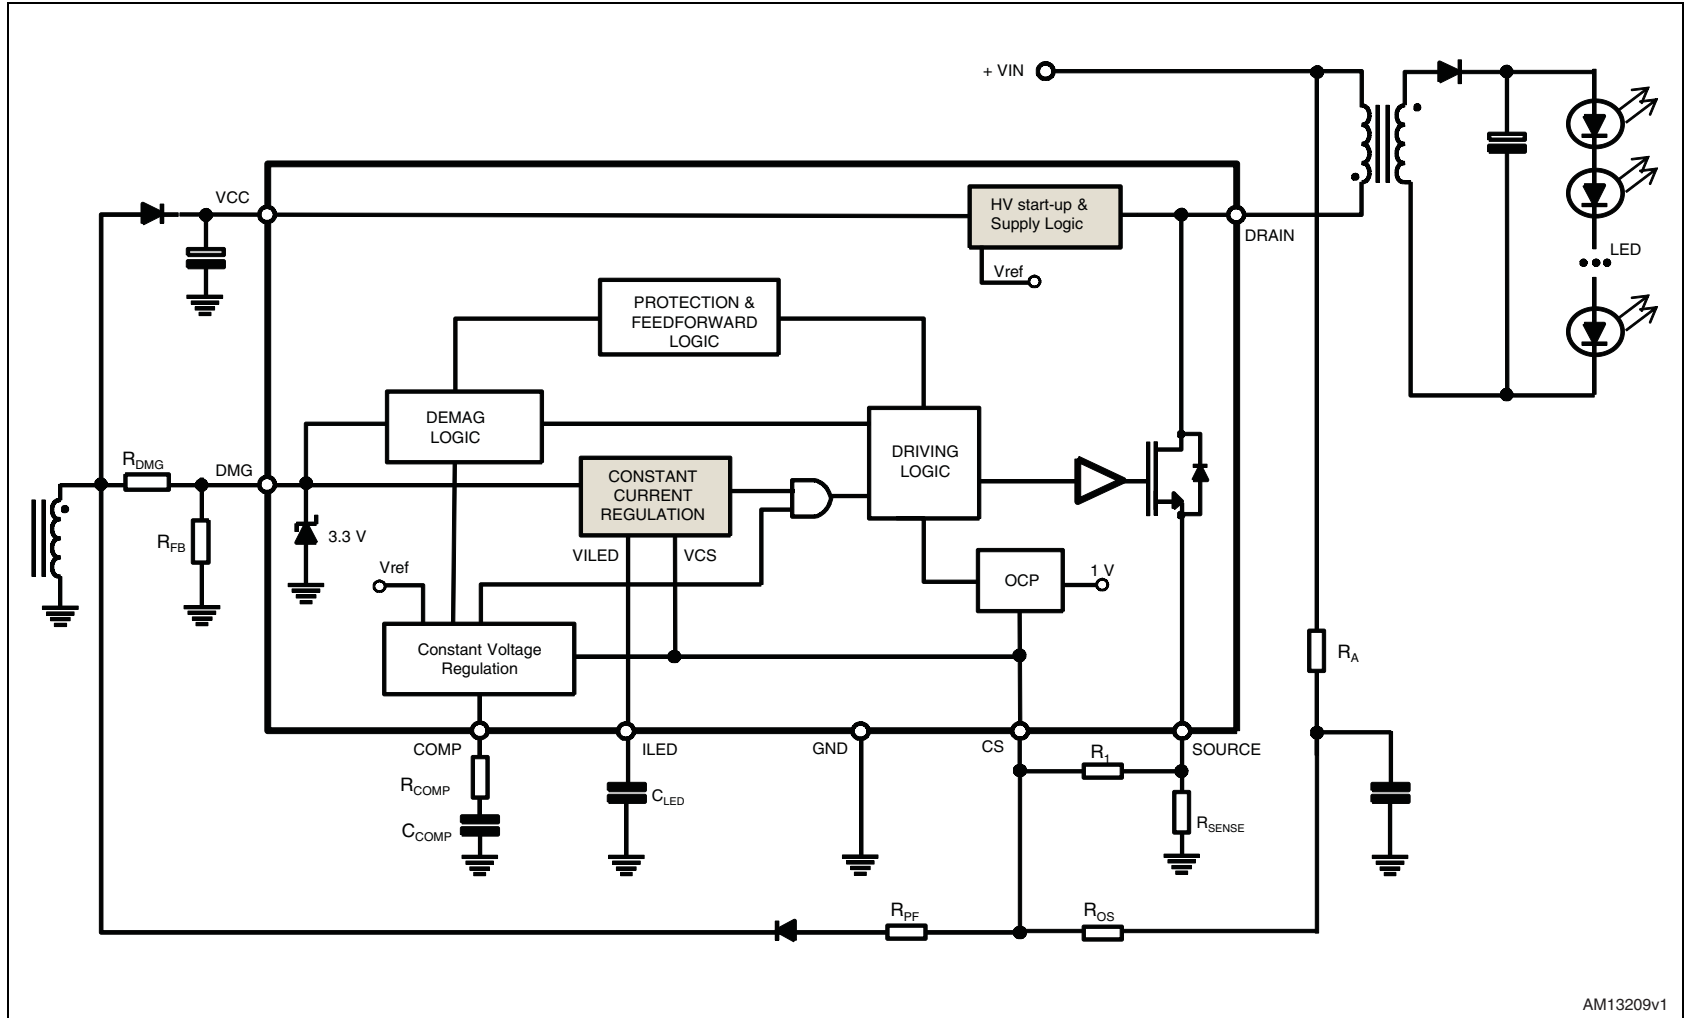 + VIN
VCC
HV start-up &
Supply Logic
DRAIN
LED
Vref
PROTECTION &
FEEDFORWARD
LOGIC
DEMAG
LOGIC
DRIVING
LOGIC
RDMG
DMG
CONSTANT
CURRENT
REGULATION
RFB
3.3 V
VILED
VCS
Vref
OCP
1 V
Constant Voltage
Regulation
RA
COMP
ILED
GND
CS
SOURCE
R1
RCOMP
CLED
CCOMP
RSENSE
RPF
ROS
AM13209v1